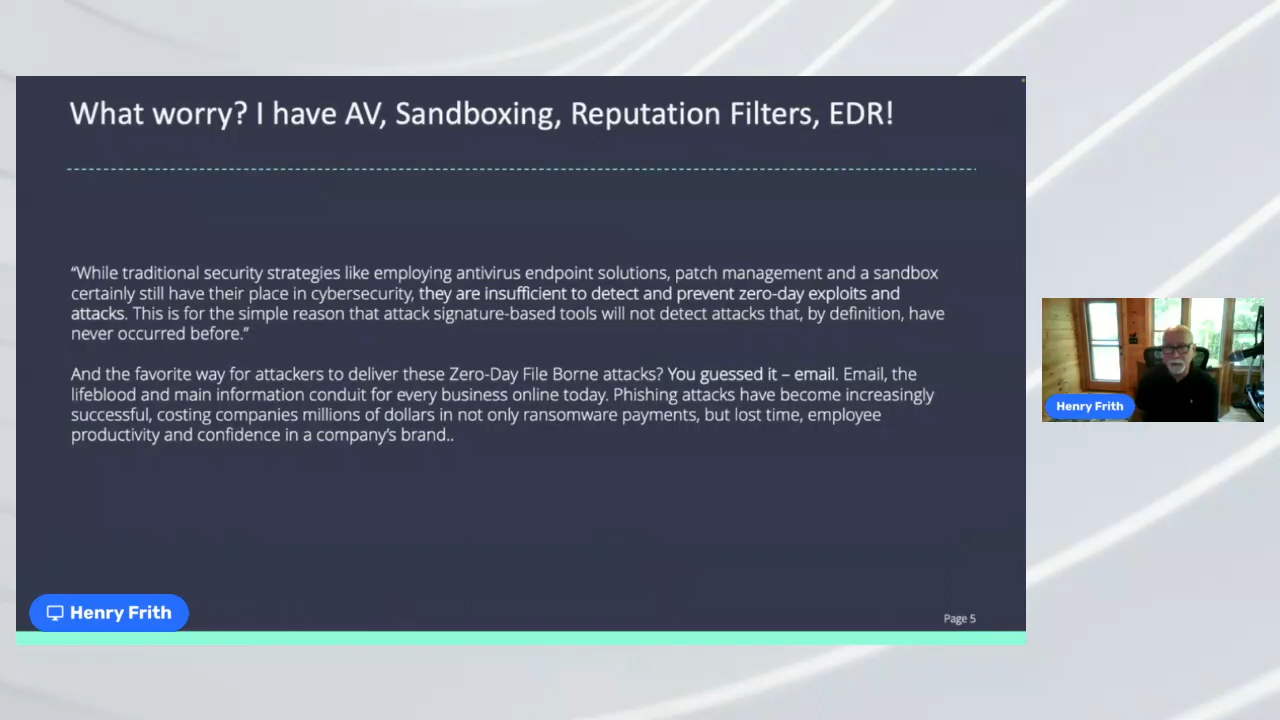 What worry? I have AV, Sandboxing, Reputation Filters, EDR!
“While traditional security strategies like employing antivirus endpoint solutions, patch management and a sandbox
certainly still have their place in cybersecurity, they are insufficient to detect and prevent zero-day exploits and
attacks. This is for the simple reason that attack signature-based tools will not detect attacks that, by definition, have
never occurred before.”
And the favorite way for attackers to deliver these Zero-Day File Borne attacks? You guessed it – email. Email, the
lifeblood and main information conduit for every business online today. Phishing attacks have become increasingly
successful, costing companies millions of dollars in not only ransomware payments, but lost time, employee
productivity and confidence in a company’s brand..
Henry Frith
Page 5
Henry Frith